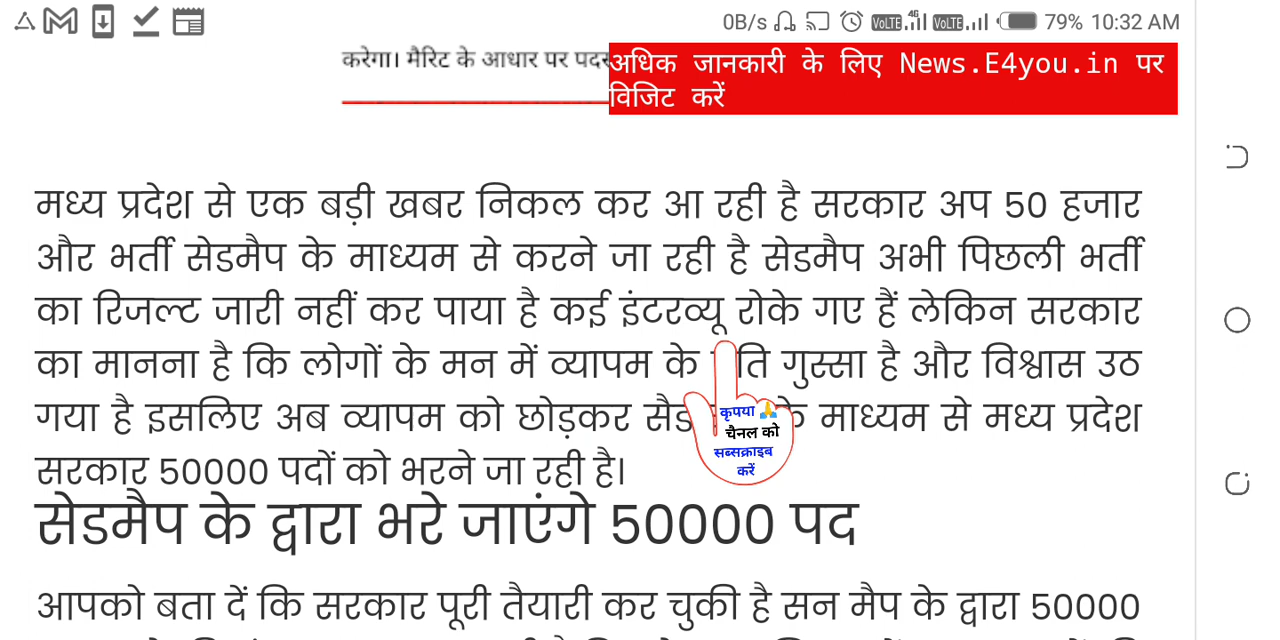 0B/s 4G VoLTE VoLTE 79% 10:32 AM
करेगा। मैरिट के आधार पर
अधिक जानकारी के लिए News.E4you.in पर
विजिट करें
मध्य प्रदेश से एक बड़ी खबर निकल कर आ रही है सरकार अप 50 हजार
और भर्ती सेडमैप के माध्यम से करने जा रही है सेडमैप अभी पिछली भर्ती
का रिजल्ट जारी नहीं कर पाया है कई इंटरव्यू रोके गए हैं लेकिन सरकार
का मानना है कि लोगों के मन में व्यापम के गुस्सा है और विश्वास उठ
गया है इसलिए अब व्यापम को छोड़कर के माध्यम से मध्य प्रदेश
कृपया 🙏
चैनल को
सब्सक्राइब
करें
सरकार 50000 पदों को भरने जा रही है।
सेडमैप के द्वारा भरे जाएंगे 50000 पद
आपको बता दें कि सरकार पूरी तैयारी कर चुकी है सन मैप के द्वारा 50000